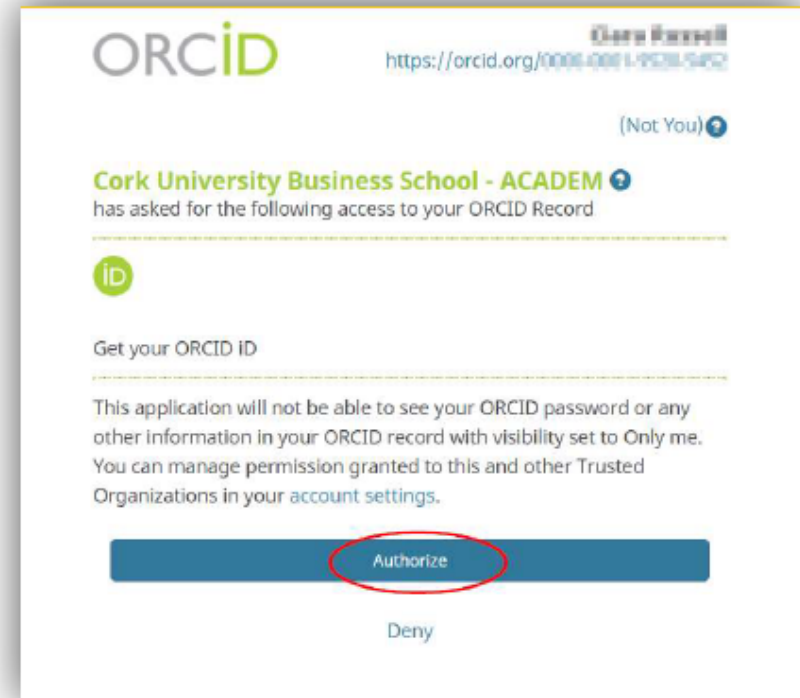 ORCiD
https://orcid.org/
(Not You)
Cork University Business School - ACADEM
has asked for the following access to your ORCID Record
iD
Get your ORCID iD
This application will not be able to see your ORCID password or any
other information in your ORCID record with visibility set to Only me.
You can manage permission granted to this and other Trusted
Organizations in your account settings.
Authorize
Deny